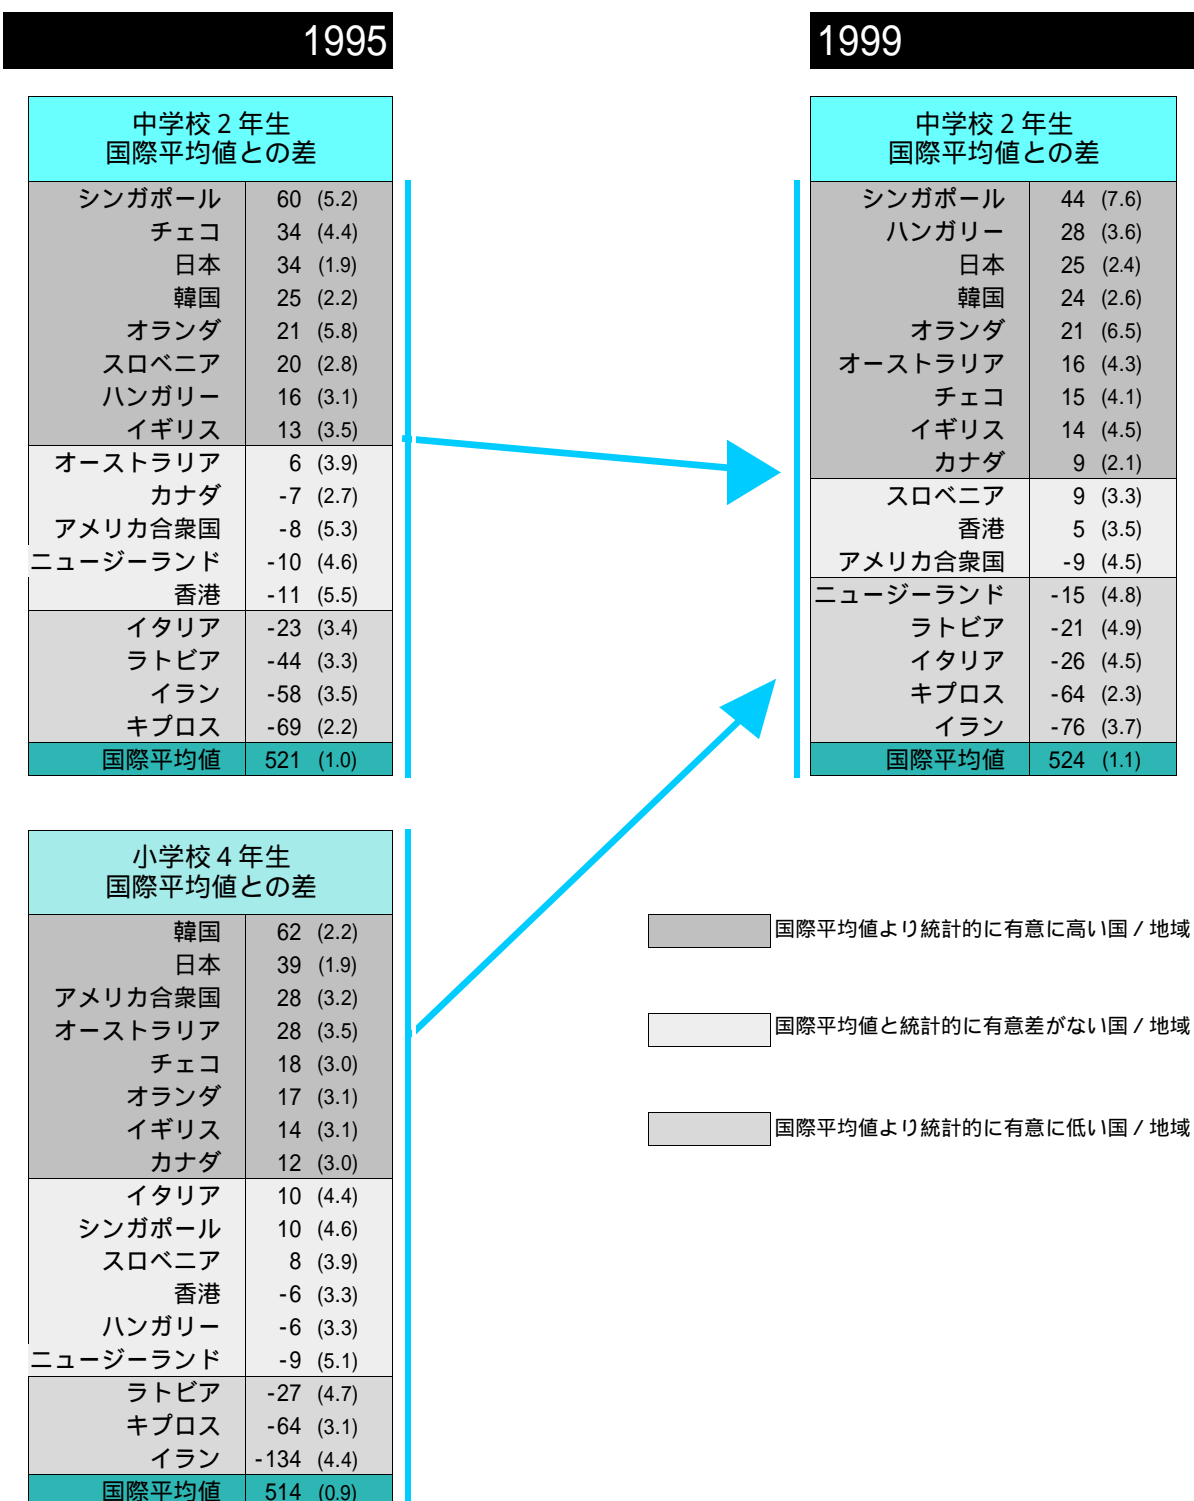 1995
中学校2年生
国際平均値との差
シンガポール 60 (5.2)
チェコ 34 (4.4)
日本 34 (1.9)
韓国 25 (2.2)
オランダ 21 (5.8)
スロベニア 20 (2.8)
ハンガリー 16 (3.1)
イギリス 13 (3.5)
オーストラリア 6 (3.9)
カナダ -7 (2.7)
アメリカ合衆国 -8 (5.3)
ニュージーランド -10 (4.6)
香港 -11 (5.5)
イタリア -23 (3.4)
ラトビア -44 (3.3)
イラン -58 (3.5)
キプロス -69 (2.2)
国際平均値 521 (1.0)
小学校4年生
国際平均値との差
韓国 62 (2.2)
日本 39 (1.9)
アメリカ合衆国 28 (3.2)
オーストラリア 28 (3.5)
チェコ 18 (3.0)
オランダ 17 (3.1)
イギリス 14 (3.1)
カナダ 12 (3.0)
イタリア 10 (4.4)
シンガポール 10 (4.6)
スロベニア 8 (3.9)
香港 -6 (3.3)
ハンガリー -6 (3.3)
ニュージーランド -9 (5.1)
ラトビア -27 (4.7)
キプロス -64 (3.1)
イラン -134 (4.4)
国際平均値 514 (0.9)
1999
中学校2年生
国際平均値との差
シンガポール 44 (7.6)
ハンガリー 28 (3.6)
日本 25 (2.4)
韓国 24 (2.6)
オランダ 21 (6.5)
オーストラリア 16 (4.3)
チェコ 15 (4.1)
イギリス 14 (4.5)
カナダ 9 (2.1)
スロベニア 9 (3.3)
香港 5 (3.5)
アメリカ合衆国 -9 (4.5)
ニュージーランド -15 (4.8)
ラトビア -21 (4.9)
イタリア -26 (4.5)
キプロス -64 (2.3)
イラン -76 (3.7)
国際平均値 524 (1.1)
国際平均値より統計的に有意に高い国/地域
国際平均値と統計的に有意差がない国/地域
国際平均値より統計的に有意に低い国/地域